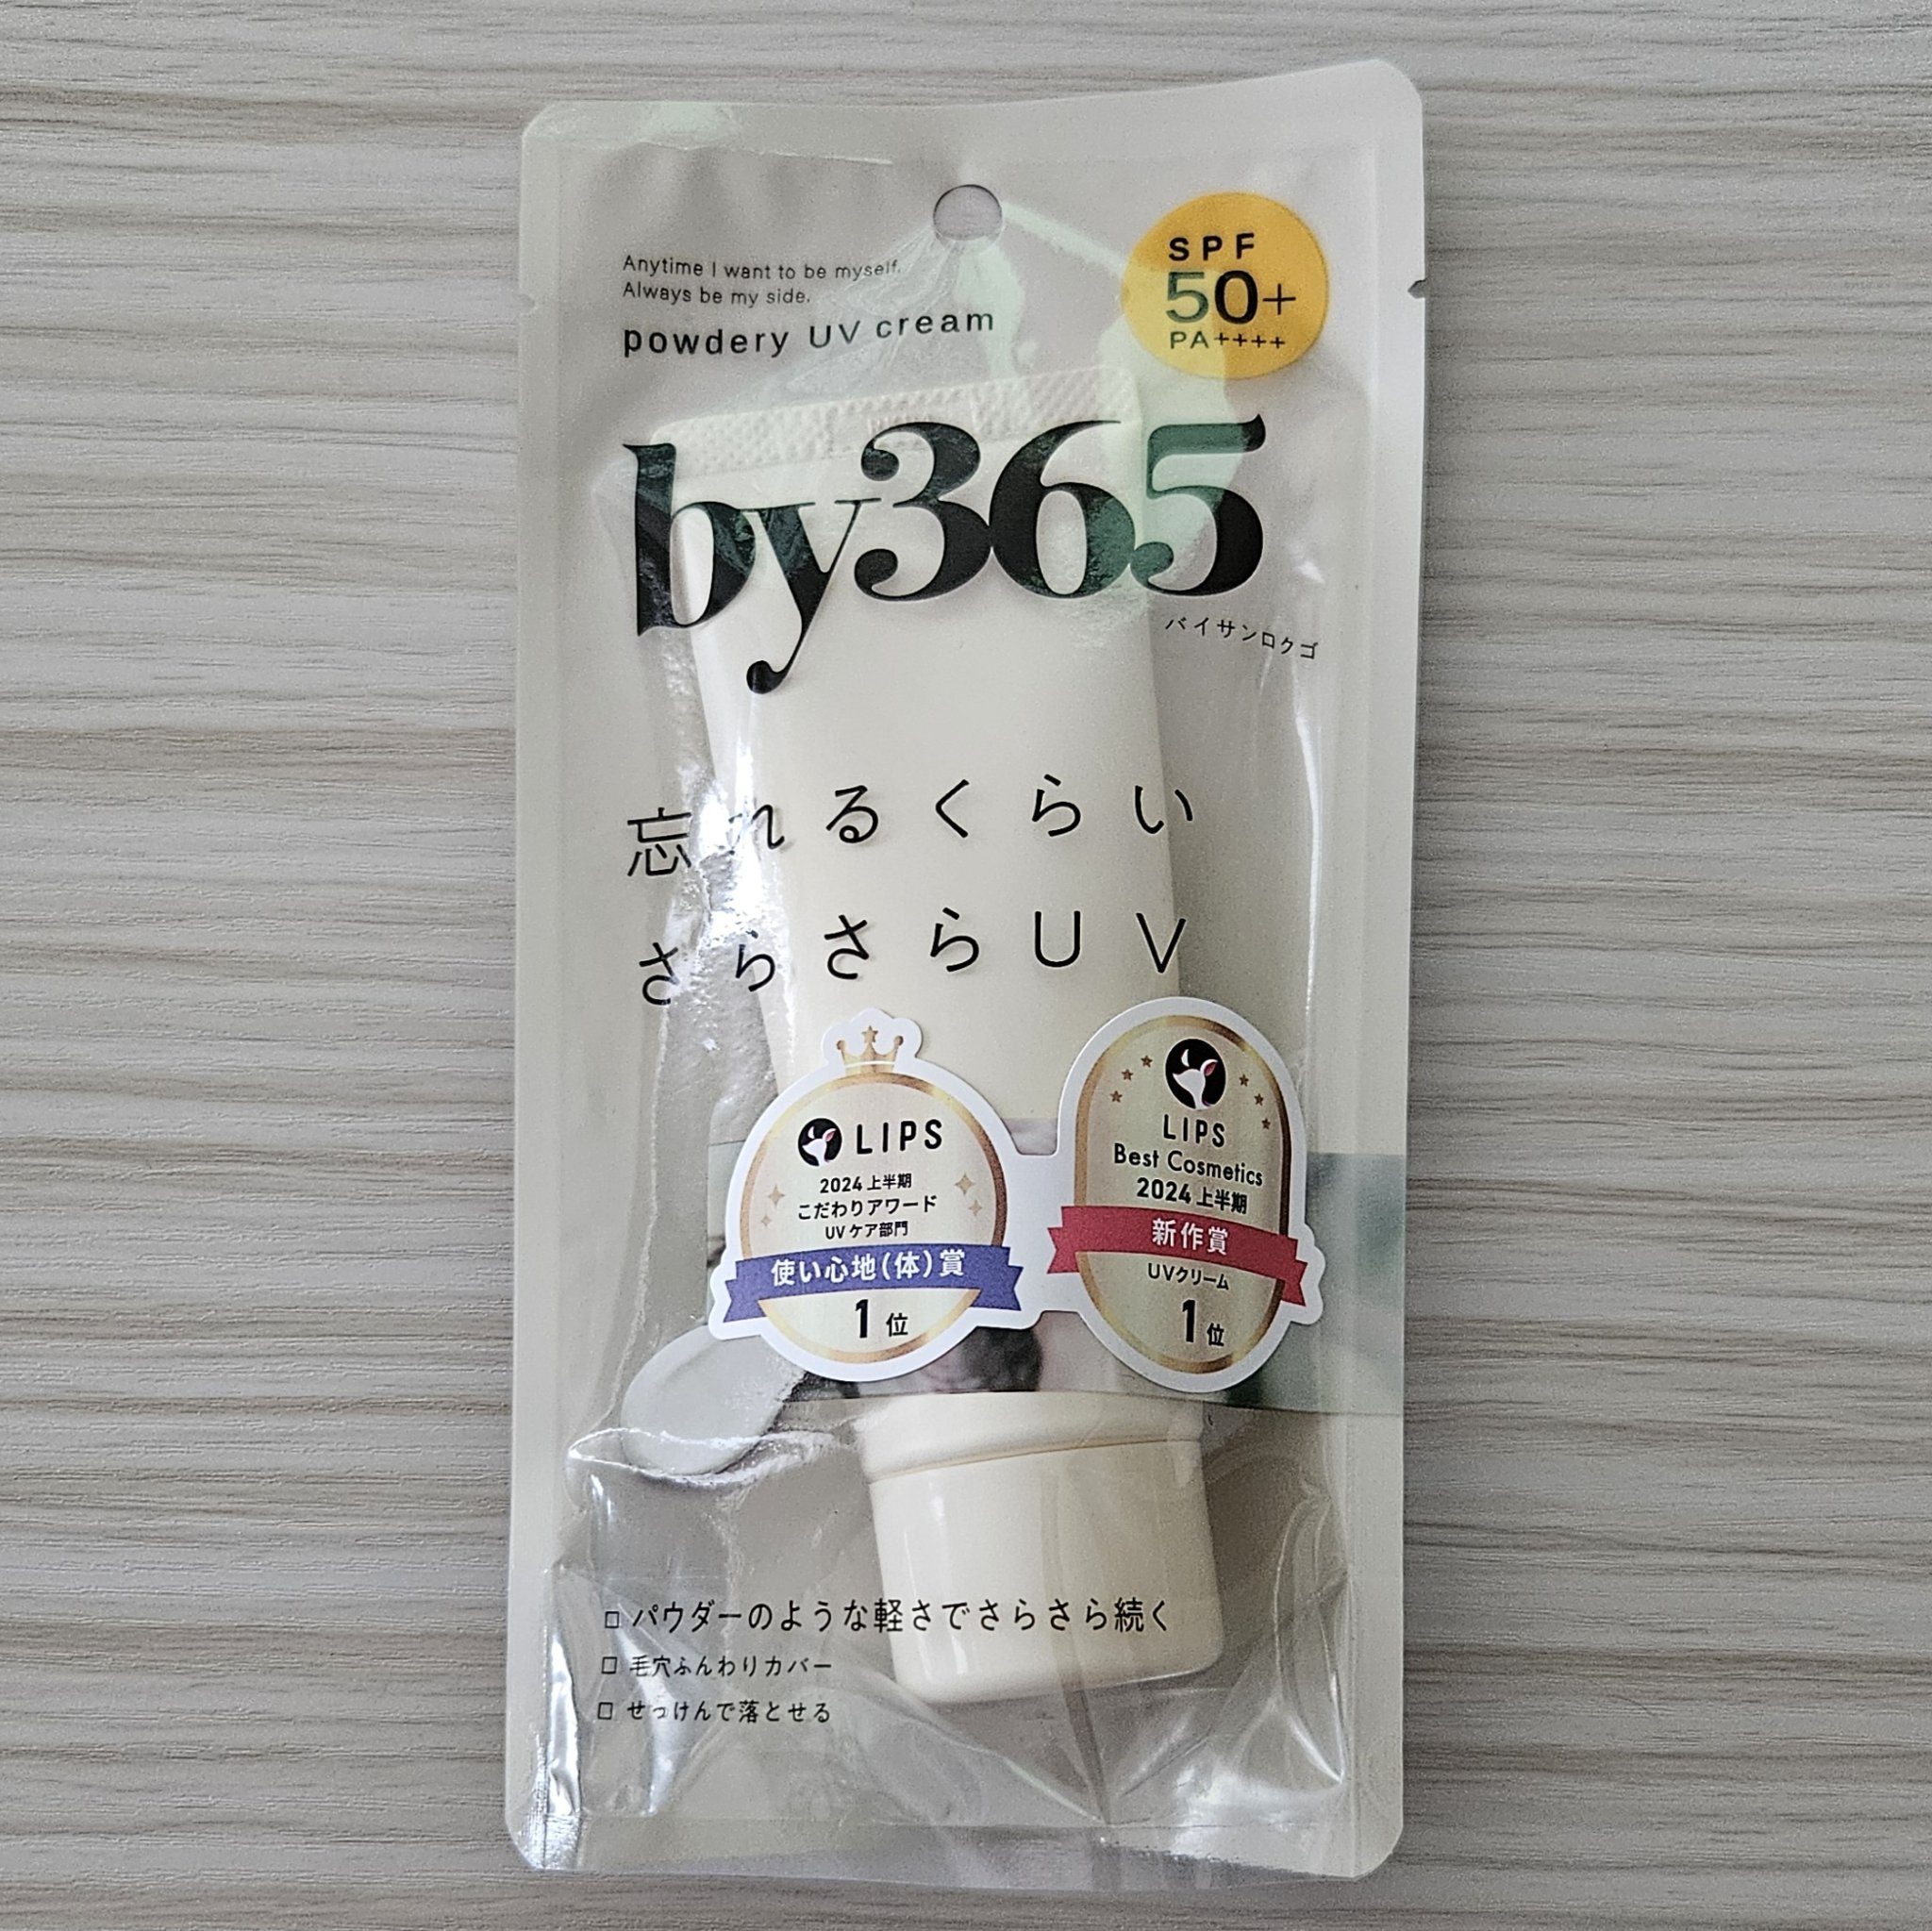 Anytime I want to be myself.
Always be my side.
powdery UV cream
SPF
50+
PA++++
by365
バイサンロクゴ
忘れるくらい
さらさらUV
LIPS
2024 上半期
こだわりアワード
UVケア部門
使い心地(体)賞
1位
LIPS
Best Cosmetics
2024 上半期
新作賞
UVクリーム
1位
□ パウダーのような軽さでさらさら続く
□ 毛穴ふんわりカバー
□ せっけんで落とせる